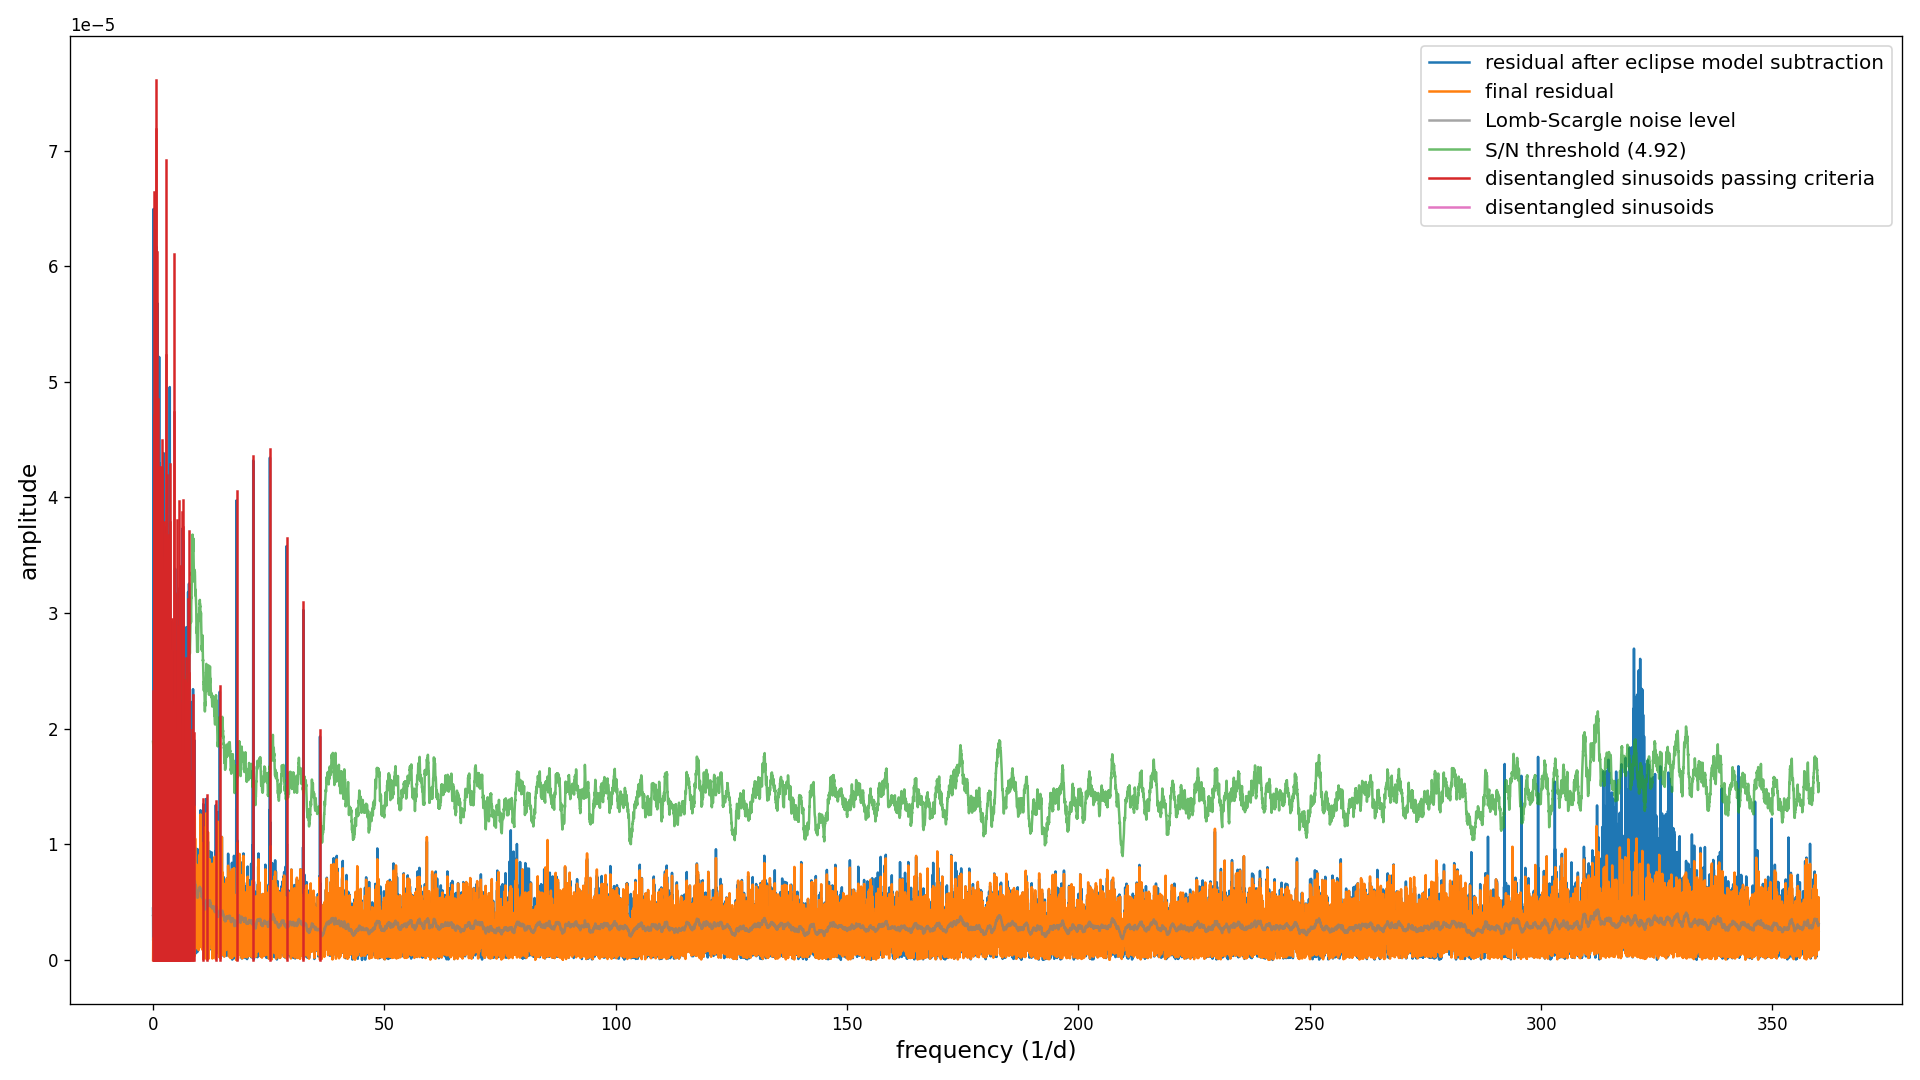 1e−5
residual after eclipse model subtraction
final residual
Lomb-Scargle noise level
S/N threshold (4.92)
disentangled sinusoids passing criteria
disentangled sinusoids
7
6
5
4
3
2
1
0
amplitude
0 50 100 150 200 250 300 350
frequency (1/d)